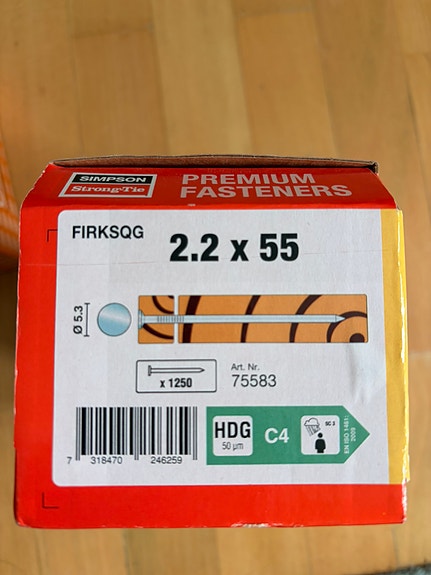 SIMPSON
Strong-Tie
PREMIUM
FASTENERS
FIRKSQG
2.2 x 55
Ø 5.3
x 1250
Art. Nr.
75583
7 318470 246259
HDG
50 µm
C4
SC 3
EN ISO 1461:
2009